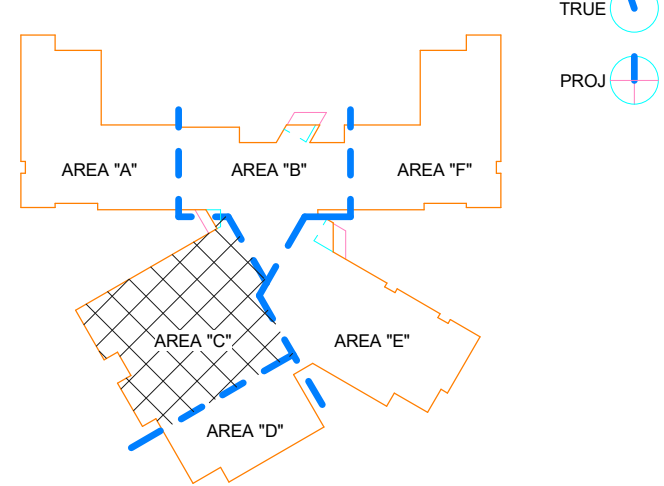 TRUE
PROJ
AREA "A"
AREA "B"
AREA "F"
AREA "C"
AREA "E"
AREA "D"